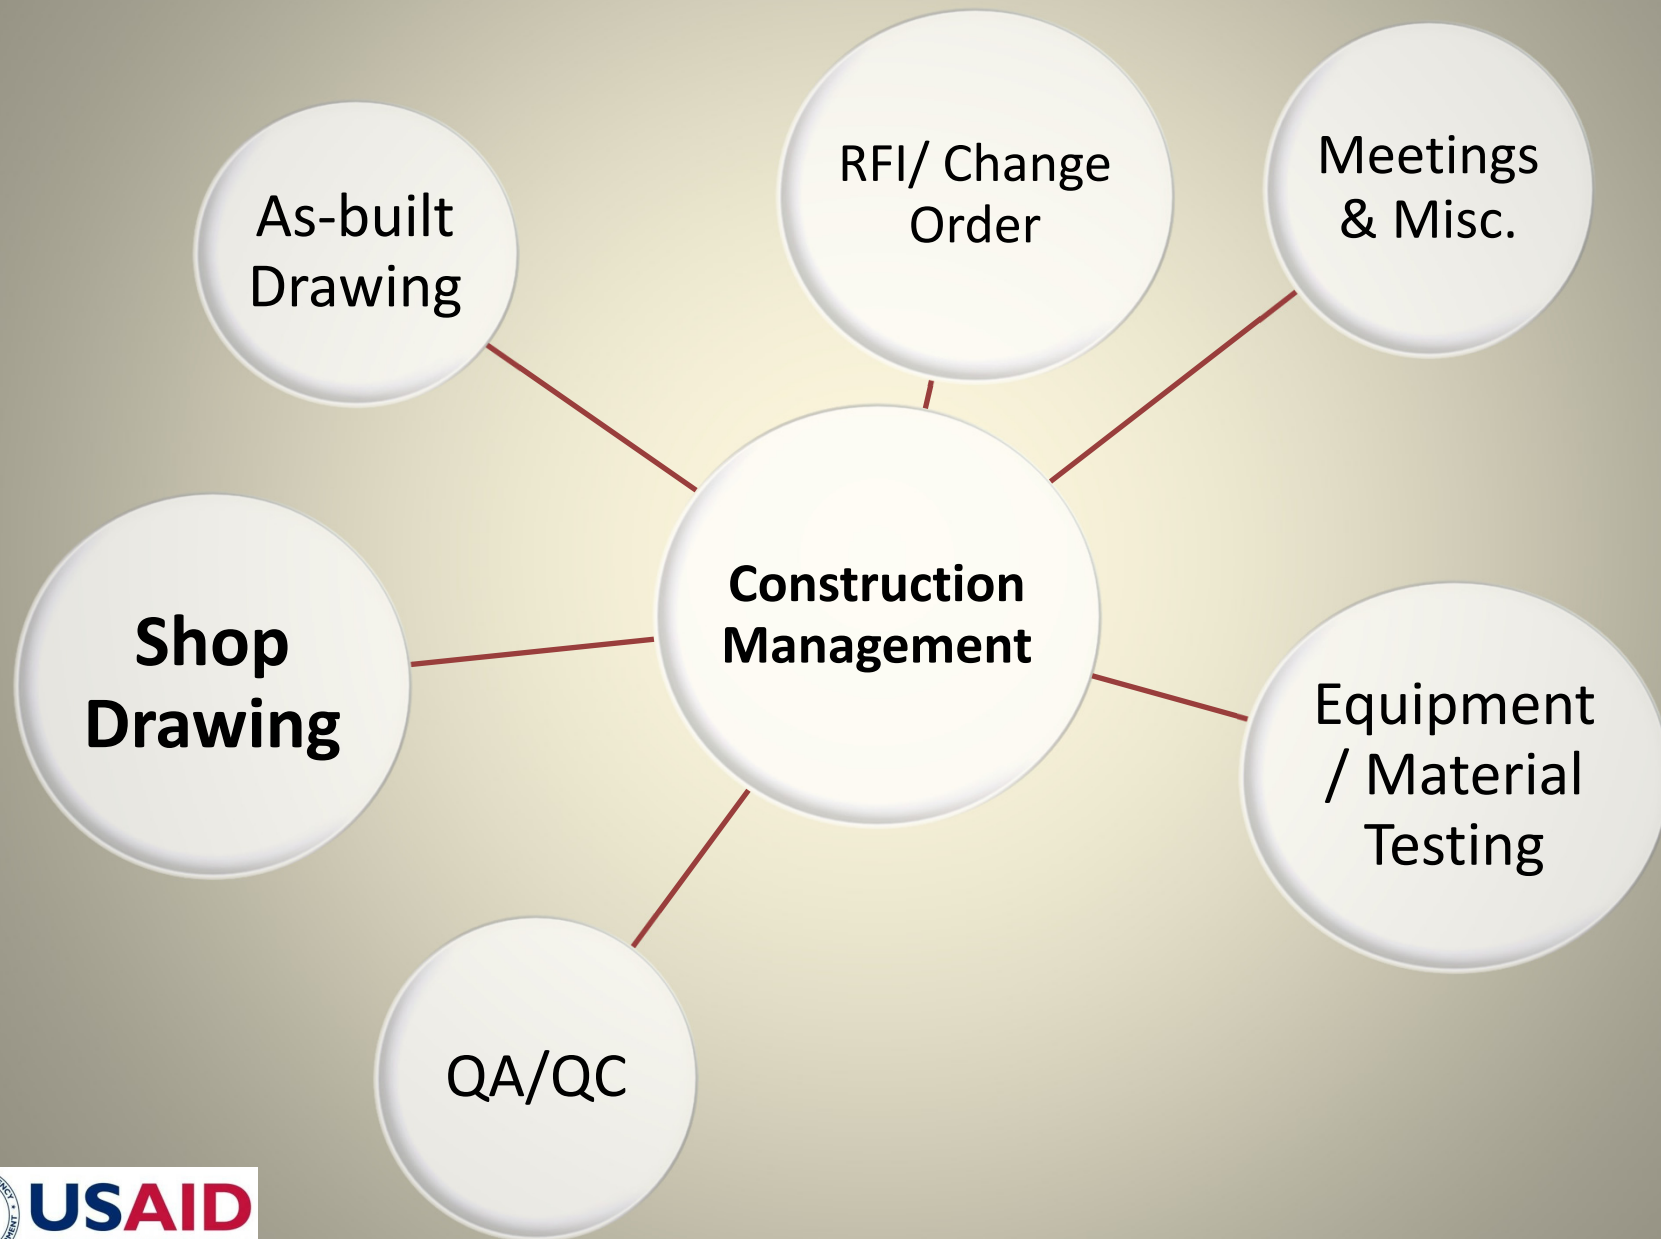 RFI/ Change
Order
Meetings
& Misc.
As-built
Drawing
Construction
Management
Shop
Drawing
Equipment
/ Material
Testing
QA/QC
USAID